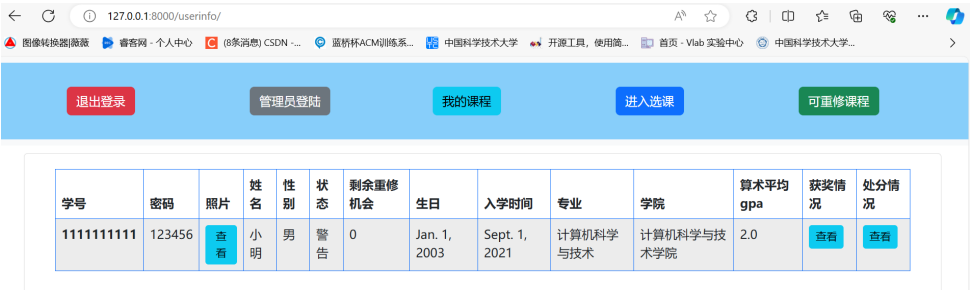 127.0.0.1:8000/userinfo/
图像转换器|薇薇 睿客网 - 个人中心 (8条消息) CSDN -... 蓝桥杯ACM训练系... 中国科学技术大学 开源工具，使用简... 首页 - Vlab 实验中心 中国科学技术大学...
退出登录 管理员登陆 我的课程 进入选课 可重修课程
学号 密码 照片 姓名 性别 状态 剩余重修机会 生日 入学时间 专业 学院 算术平均gpa 获奖情况 处分情况
1111111111 123456 查看 小明 男 警告 0 Jan. 1, 2003 Sept. 1, 2021 计算机科学与技术 计算机科学与技术学院 2.0 查看 查看